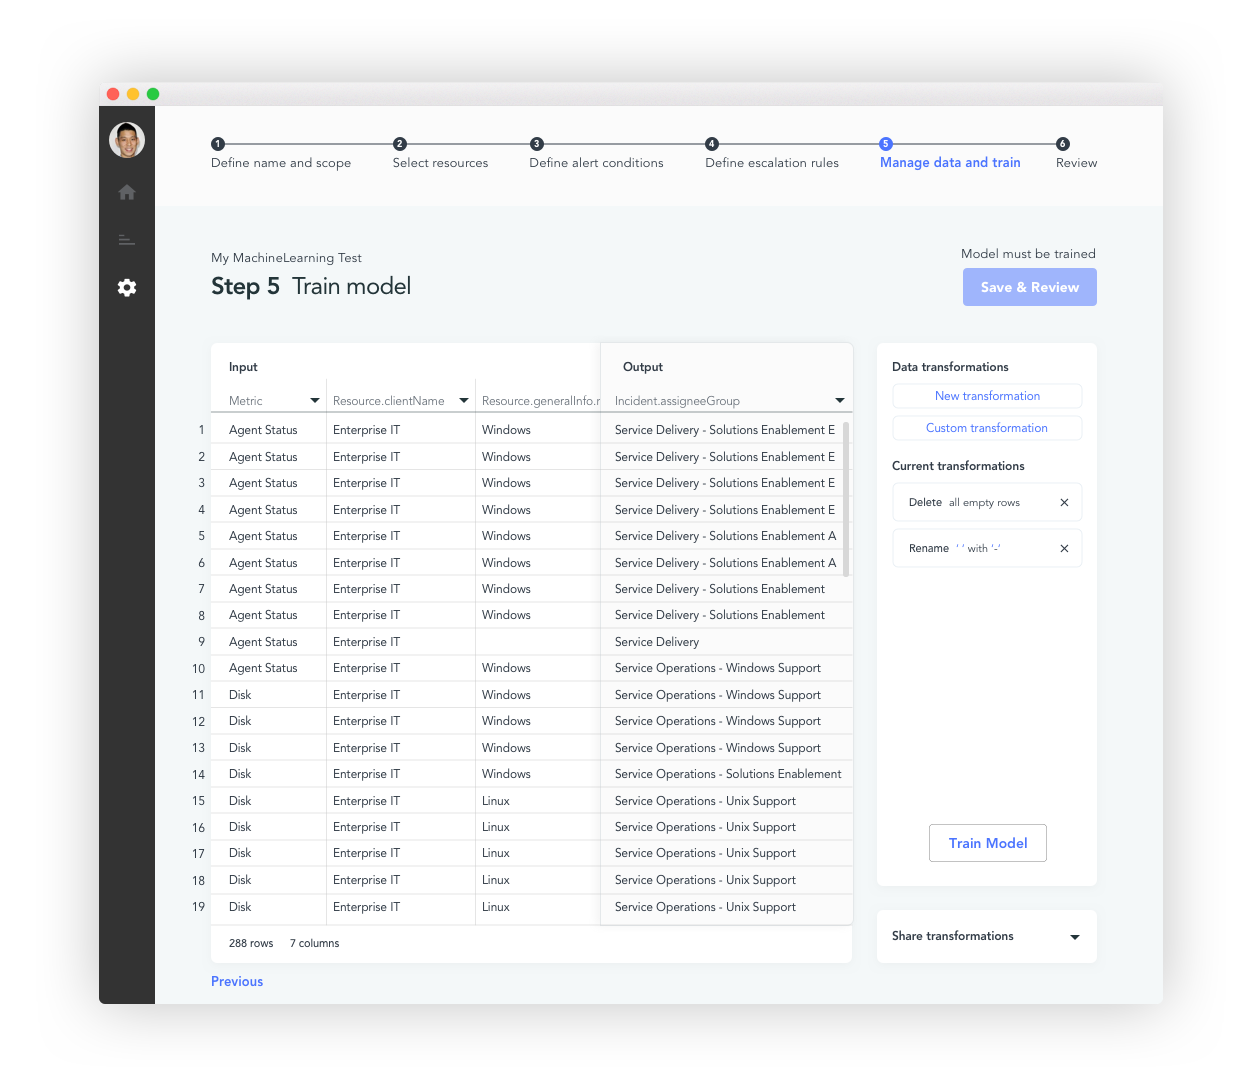 1 2 3 4 5 6
Define name and scope Select resources Define alert conditions Define escalation rules Manage data and train Review
My MachineLearning Test
Step 5 Train model
Model must be trained
Save & Review
Input Output
Metric Resource.clientName Resource.generalInfo.r Incident.assigneeGroup
1 Agent Status Enterprise IT Windows Service Delivery - Solutions Enablement E
2 Agent Status Enterprise IT Windows Service Delivery - Solutions Enablement E
3 Agent Status Enterprise IT Windows Service Delivery - Solutions Enablement E
4 Agent Status Enterprise IT Windows Service Delivery - Solutions Enablement E
5 Agent Status Enterprise IT Windows Service Delivery - Solutions Enablement A
6 Agent Status Enterprise IT Windows Service Delivery - Solutions Enablement A
7 Agent Status Enterprise IT Windows Service Delivery - Solutions Enablement
8 Agent Status Enterprise IT Windows Service Delivery - Solutions Enablement
9 Agent Status Enterprise IT Service Delivery
10 Agent Status Enterprise IT Windows Service Operations - Windows Support
11 Disk Enterprise IT Windows Service Operations - Windows Support
12 Disk Enterprise IT Windows Service Operations - Windows Support
13 Disk Enterprise IT Windows Service Operations - Windows Support
14 Disk Enterprise IT Windows Service Operations - Solutions Enablement
15 Disk Enterprise IT Linux Service Operations - Unix Support
16 Disk Enterprise IT Linux Service Operations - Unix Support
17 Disk Enterprise IT Linux Service Operations - Unix Support
18 Disk Enterprise IT Linux Service Operations - Unix Support
19 Disk Enterprise IT Linux Service Operations - Unix Support
288 rows 7 columns
Previous
Data transformations
New transformation
Custom transformation
Current transformations
Delete all empty rows
Rename ‘ ’ with ‘-’
Train Model
Share transformations